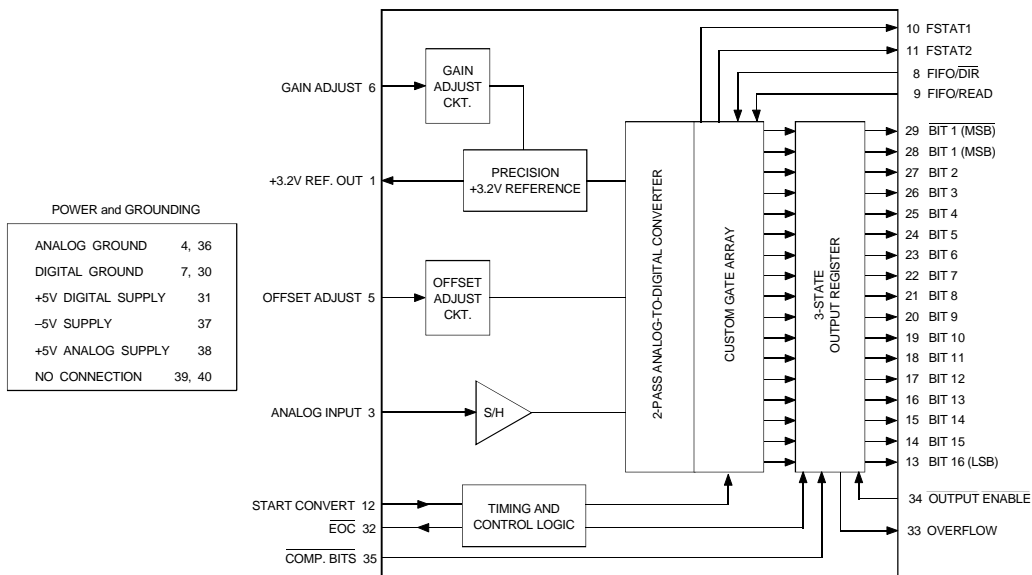 POWER and GROUNDING
ANALOG GROUND 4, 36
DIGITAL GROUND 7, 30
+5V DIGITAL SUPPLY 31
–5V SUPPLY 37
+5V ANALOG SUPPLY 38
NO CONNECTION 39, 40
GAIN ADJUST 6
+3.2V REF. OUT 1
OFFSET ADJUST 5
ANALOG INPUT 3
START CONVERT 12
EOC 32
COMP. BITS 35
GAIN
ADJUST
CKT.
PRECISION
+3.2V REFERENCE
OFFSET
ADJUST
CKT.
S/H
TIMING AND
CONTROL LOGIC
2-PASS ANALOG-TO-DIGITAL CONVERTER
CUSTOM GATE ARRAY
3-STATE
OUTPUT REGISTER
10 FSTAT1
11 FSTAT2
8 FIFO/DIR
9 FIFO/READ
29 BIT 1 (MSB)
28 BIT 1 (MSB)
27 BIT 2
26 BIT 3
25 BIT 4
24 BIT 5
23 BIT 6
22 BIT 7
21 BIT 8
20 BIT 9
19 BIT 10
18 BIT 11
17 BIT 12
16 BIT 13
15 BIT 14
14 BIT 15
13 BIT 16 (LSB)
34 OUTPUT ENABLE
33 OVERFLOW